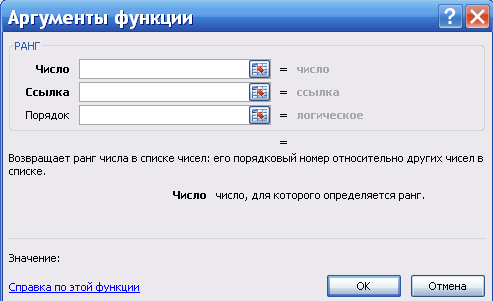 Аргументы функции
РАНГ
Число = число
Ссылка = ссылка
Порядок = логическое
=
Возвращает ранг числа в списке чисел: его порядковый номер относительно других чисел в
списке.
Число число, для которого определяется ранг.
Значение:
Справка по этой функции
ОК Отмена